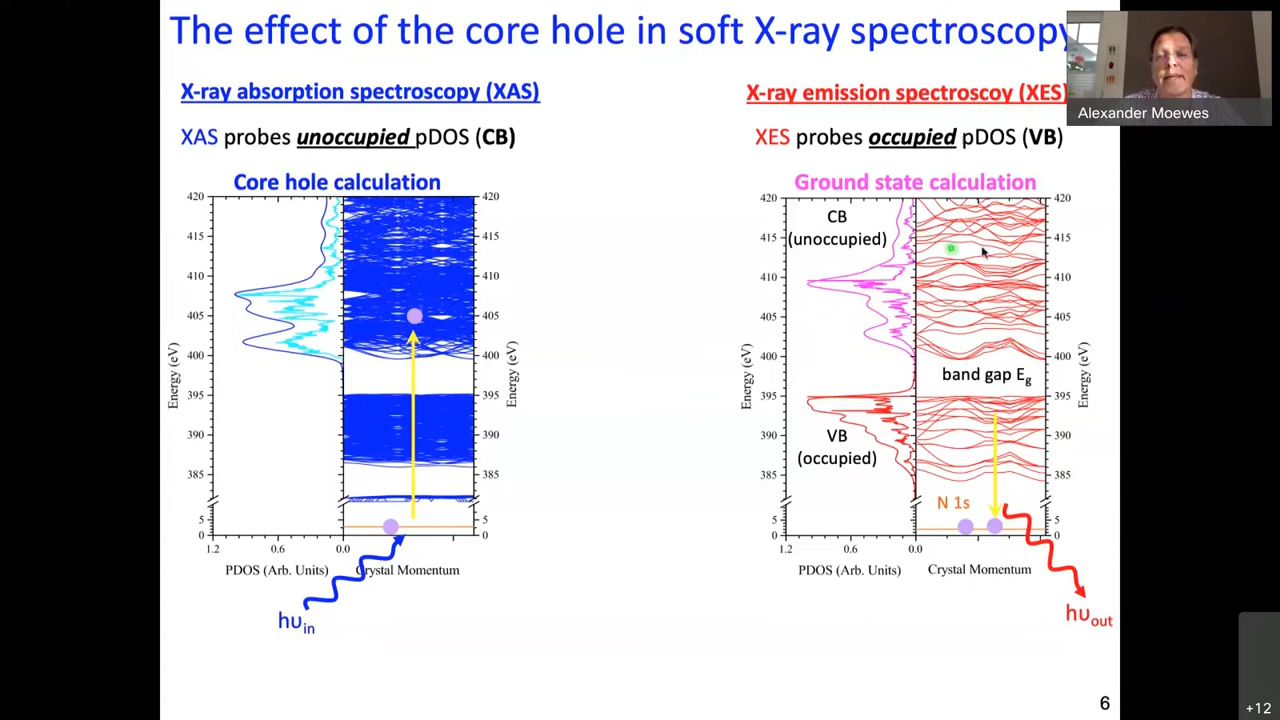 The effect of the core hole in soft X-ray spectroscopy
Alexander Moewes
X-ray absorption spectroscopy (XAS)
XAS probes unoccupied pDOS (CB)
Core hole calculation
420
415
410
405
400
395
390
385
5
0
420
415
410
405
400
395
390
385
5
0
Energy (eV)
Energy (eV)
1.2
0.6
0.0
PDOS (Arb. Units)
Crystal Momentum
hυin
X-ray emission spectroscoy (XES)
XES probes occupied pDOS (VB)
Ground state calculation
420
415
410
405
400
395
390
385
5
0
CB
(unoccupied)
band gap Eg
VB
(occupied)
N 1s
420
415
410
405
400
395
390
385
5
0
Energy (eV)
Energy (eV)
1.2
0.6
0.0
PDOS (Arb. Units)
Crystal Momentum
hυout
6
+12